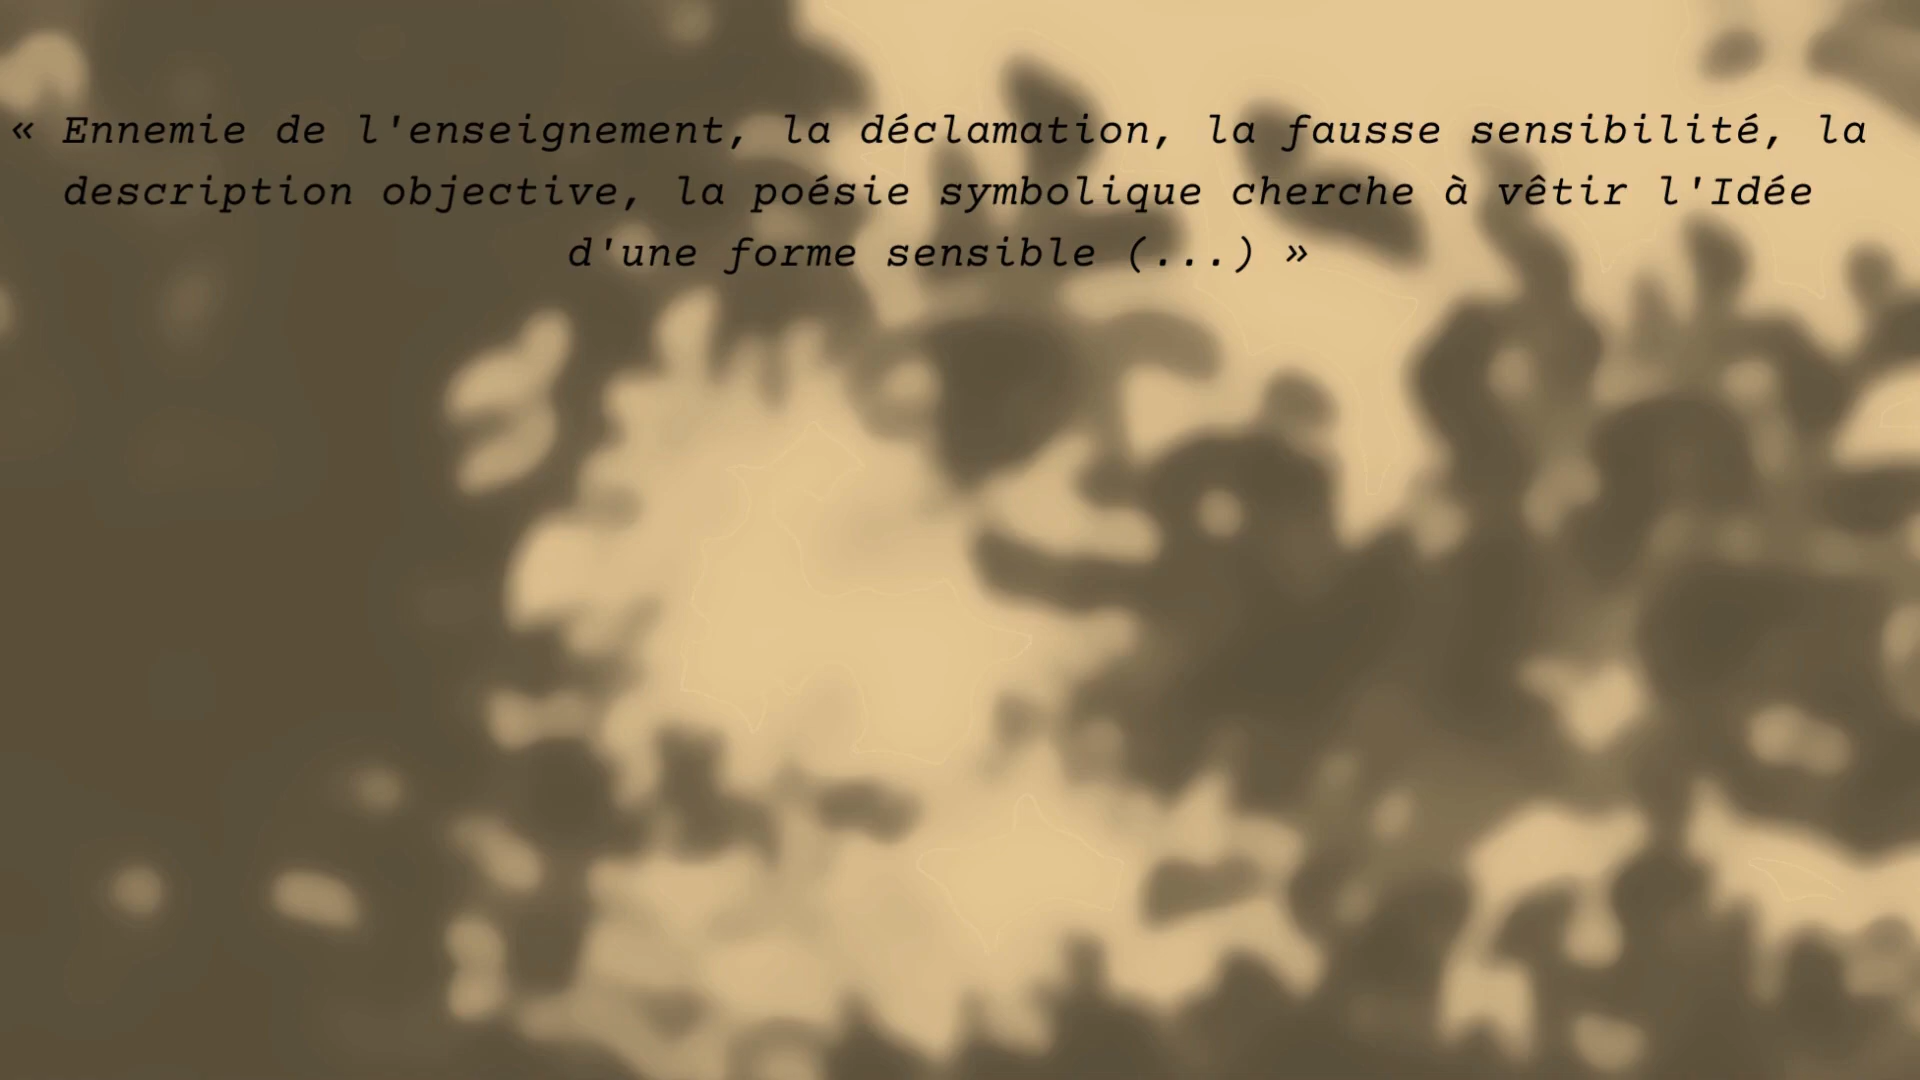 « Ennemie de l'enseignement, la déclamation, la fausse sensibilité, la
description objective, la poésie symbolique cherche à vêtir l'Idée
d'une forme sensible (...) »